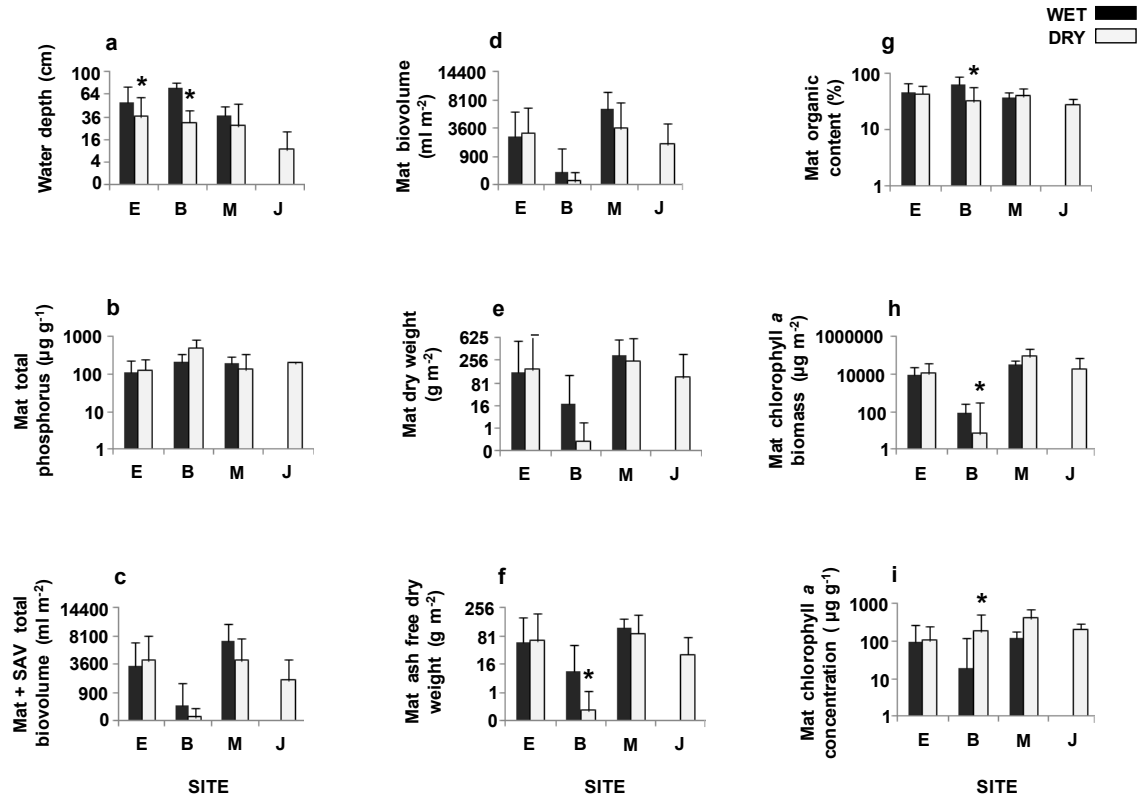 WET
DRY
a
Water depth (cm)
100
64
36
16
4
0
*
*
E B M J
d
Mat biovolume
(ml m-2)
14400
8100
3600
900
0
E B M J
g
Mat organic
content (%)
100
10
1
*
E B M J
b
Mat total
phosphorus (µg g-1)
1000
100
10
1
E B M J
e
Mat dry weight
(g m-2)
625
256
81
16
1
0
E B M J
h
Mat chlorophyll a
biomass (µg m-2)
1000000
10000
100
1
*
E B M J
c
Mat + SAV total
biovolume (ml m-2)
14400
8100
3600
900
0
E B M J
SITE
f
Mat ash free dry
weight (g m-2)
256
81
16
1
0
*
E B M J
SITE
i
Mat chlorophyll a
concentration ( µg g-1)
1000
100
10
1
*
E B M J
SITE